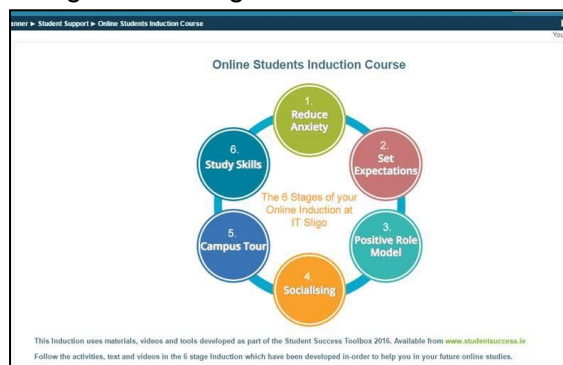 anner ► Student Support ► Online Students Induction Course
You
Online Students Induction Course
1.
Reduce
Anxiety
2.
Set
Expectations
3.
Positive Role
Model
4.
Socialising
5.
Campus Tour
6.
Study Skills
The 6 Stages of your
Online Induction at
IT Sligo
This Induction uses materials, videos and tools developed as part of the Student Success Toolbox 2016. Available from www.studentsuccess.ie
Follow the activities, text and videos in the 6 stage Induction which have been developed in-order to help you in your future online studies.